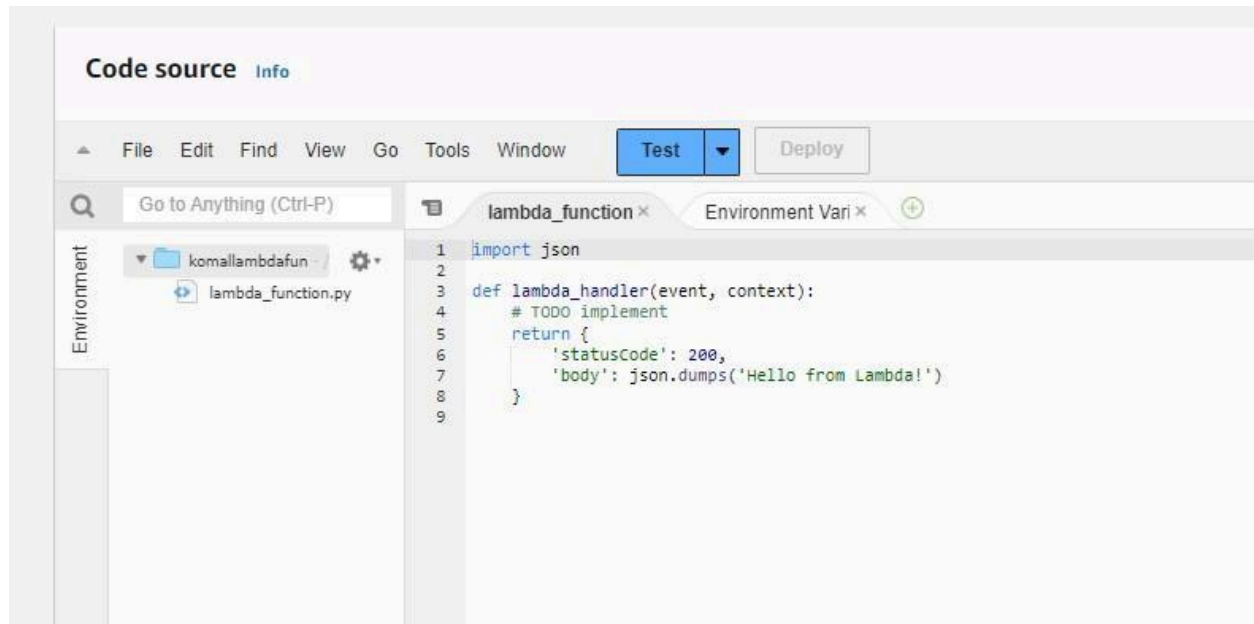 Code source Info
File Edit Find View Go Tools Window Test Deploy
Go to Anything (Ctrl-P)
lambda_function × Environment Vari ×
Environment
komallambdafun - /
lambda_function.py
1 import json
2
3 def lambda_handler(event, context):
4     # TODO implement
5     return {
6         'statusCode': 200,
7         'body': json.dumps('Hello from Lambda!')
8     }
9